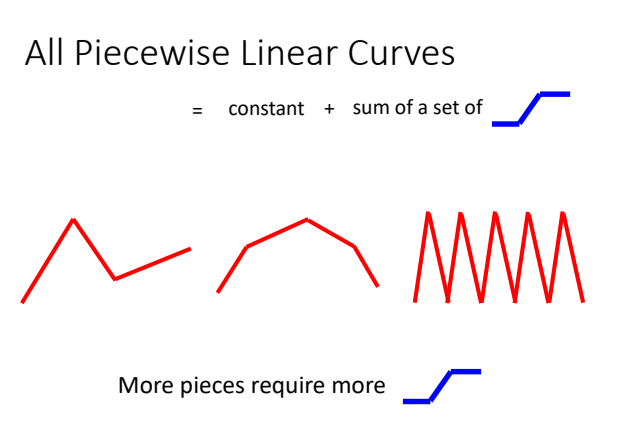 All Piecewise Linear Curves
= constant + sum of a set of
More pieces require more